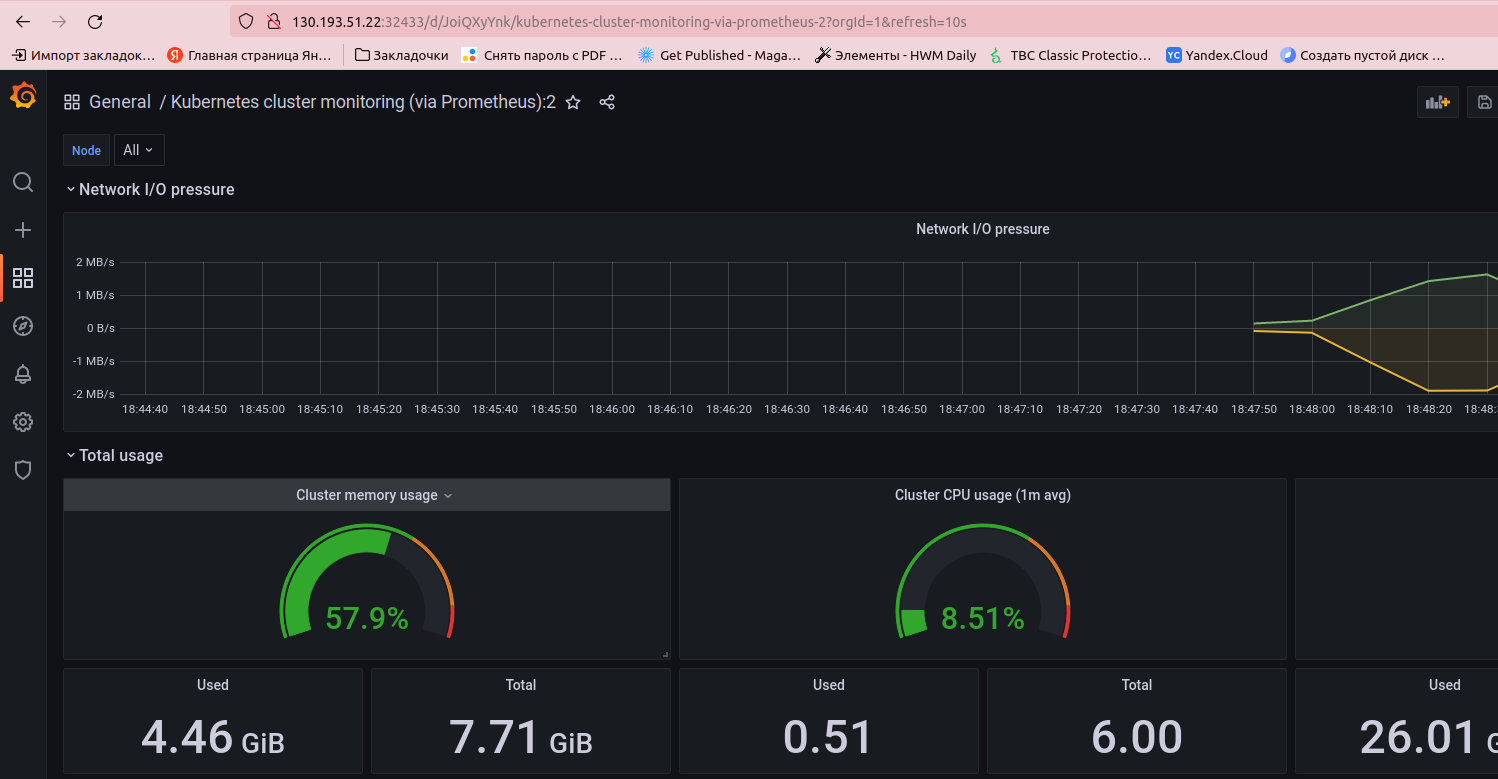 130.193.51.22:32433/d/JoiQXyYnk/kubernetes-cluster-monitoring-via-prometheus-2?orgId=1&refresh=10s
Импорт закладок… Я Главная страница Ян… Закладочки Снять пароль с PDF … Get Published - Maga… Элементы - HWM Daily TBC Classic Protectio… YC Yandex.Cloud Создать пустой диск …
General / Kubernetes cluster monitoring (via Prometheus):2
Node All
Network I/O pressure
Network I/O pressure
2 MB/s
1 MB/s
0 B/s
-1 MB/s
-2 MB/s
18:44:40 18:44:50 18:45:00 18:45:10 18:45:20 18:45:30 18:45:40 18:45:50 18:46:00 18:46:10 18:46:20 18:46:30 18:46:40 18:46:50 18:47:00 18:47:10 18:47:20 18:47:30 18:47:40 18:47:50 18:48:00 18:48:10 18:48:20
Total usage
Cluster memory usage Cluster CPU usage (1m avg)
57.9% 8.51%
Used Total Used Total Used
4.46 GiB 7.71 GiB 0.51 6.00 26.01